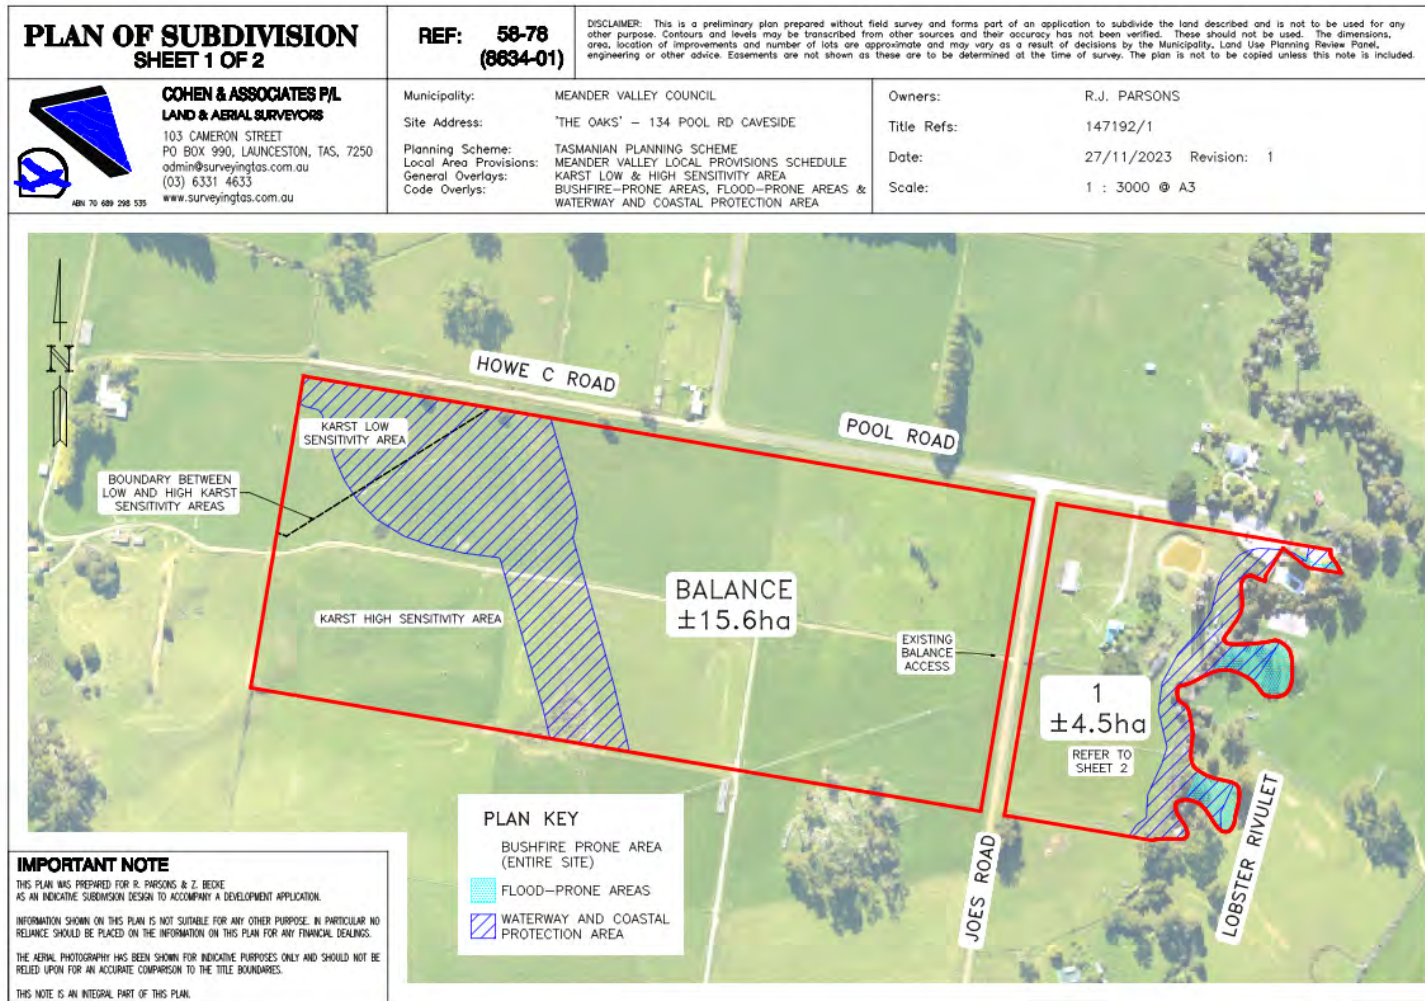 PLAN OF SUBDIVISION
SHEET 1 OF 2
REF: 58-78
(8634-01)
DISCLAIMER: This is a preliminary plan prepared without field survey and forms part of an application to subdivide the land described and is not to be used for any
other purpose. Contours and levels may be transcribed from other sources and their accuracy has not been verified. These should not be used. The dimensions,
area, location of improvements and number of lots are approximate and may vary as a result of decisions by the Municipality, Land Use Planning Review Panel,
engineering or other advice. Easements are not shown as these are to be determined at the time of survey. The plan is not to be copied unless this note is included.
COHEN & ASSOCIATES P/L
LAND & AERIAL SURVEYORS
103 CAMERON STREET
PO BOX 990, LAUNCESTON, TAS, 7250
admin@surveyingtas.com.au
(03) 6331 4633
www.surveyingtas.com.au
ABN 70 689 298 535
Municipality: MEANDER VALLEY COUNCIL
Site Address: 'THE OAKS' – 134 POOL RD CAVESIDE
Planning Scheme: TASMANIAN PLANNING SCHEME
Local Area Provisions: MEANDER VALLEY LOCAL PROVISIONS SCHEDULE
General Overlays: KARST LOW & HIGH SENSITIVITY AREA
Code Overlys: BUSHFIRE–PRONE AREAS, FLOOD–PRONE AREAS &
WATERWAY AND COASTAL PROTECTION AREA
Owners: R.J. PARSONS
Title Refs: 147192/1
Date: 27/11/2023 Revision: 1
Scale: 1 : 3000 @ A3
N
HOWE C ROAD
POOL ROAD
KARST LOW
SENSITIVITY AREA
BOUNDARY BETWEEN
LOW AND HIGH KARST
SENSITIVITY AREAS
KARST HIGH SENSITIVITY AREA
BALANCE
±15.6ha
EXISTING
BALANCE
ACCESS
1
±4.5ha
REFER TO
SHEET 2
JOES ROAD
LOBSTER RIVULET
PLAN KEY
BUSHFIRE PRONE AREA
(ENTIRE SITE)
FLOOD–PRONE AREAS
WATERWAY AND COASTAL
PROTECTION AREA
IMPORTANT NOTE
THIS PLAN WAS PREPARED FOR R. PARSONS & Z. BECKE
AS AN INDICATIVE SUBDIVISION DESIGN TO ACCOMPANY A DEVELOPMENT APPLICATION.
INFORMATION SHOWN ON THIS PLAN IS NOT SUITABLE FOR ANY OTHER PURPOSE. IN PARTICULAR NO
RELIANCE SHOULD BE PLACED ON THE INFORMATION ON THIS PLAN FOR ANY FINANCIAL DEALINGS.
THE AERIAL PHOTOGRAPHY HAS BEEN SHOWN FOR INDICATIVE PURPOSES ONLY AND SHOULD NOT BE
RELIED UPON FOR AN ACCURATE COMPARISON TO THE TITLE BOUNDARIES.
THIS NOTE IS AN INTEGRAL PART OF THIS PLAN.